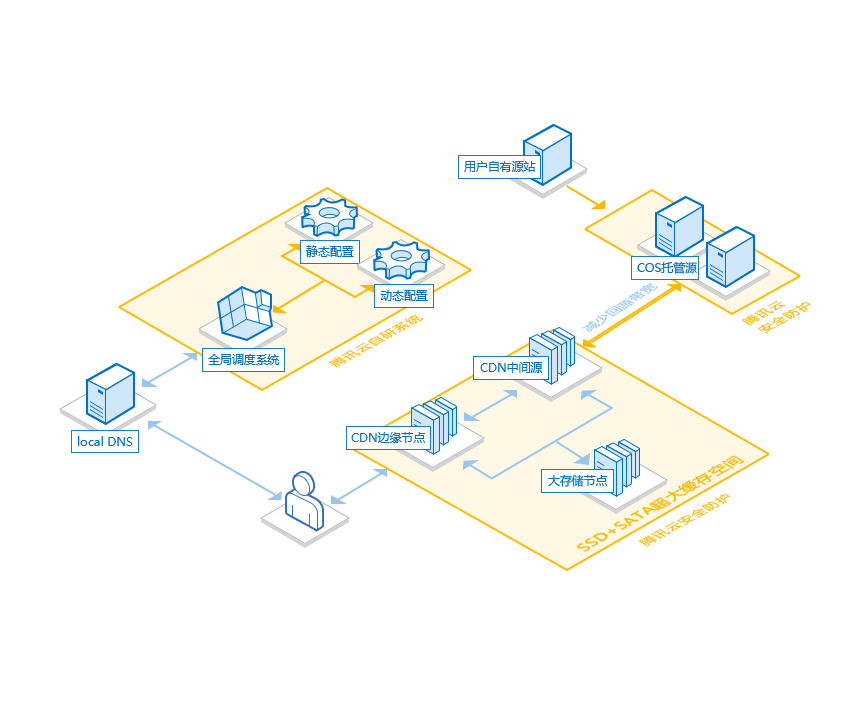 用户自有源站
静态配置
COS托管源
动态配置
减少回源带宽
腾讯云
安全防护
腾讯云自研系统
全局调度系统
CDN中间源
local DNS
CDN边缘节点
大存储节点
SSD+SATA超大缓存空间
腾讯云安全防护